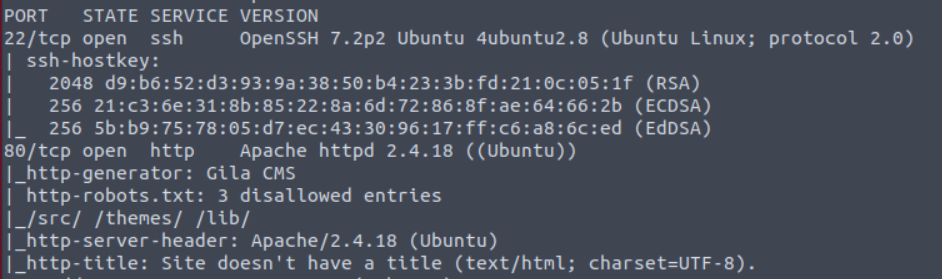 PORT   STATE SERVICE VERSION
22/tcp open  ssh     OpenSSH 7.2p2 Ubuntu 4ubuntu2.8 (Ubuntu Linux; protocol 2.0)
| ssh-hostkey:
|   2048 d9:b6:52:d3:93:9a:38:50:b4:23:3b:fd:21:0c:05:1f (RSA)
|   256 21:c3:6e:31:8b:85:22:8a:6d:72:86:8f:ae:64:66:2b (ECDSA)
|_  256 5b:b9:75:78:05:d7:ec:43:30:96:17:ff:c6:a8:6c:ed (EdDSA)
80/tcp open  http    Apache httpd 2.4.18 ((Ubuntu))
|_http-generator: Gila CMS
| http-robots.txt: 3 disallowed entries
|_/src/ /themes/ /lib/
|_http-server-header: Apache/2.4.18 (Ubuntu)
|_http-title: Site doesn't have a title (text/html; charset=UTF-8).